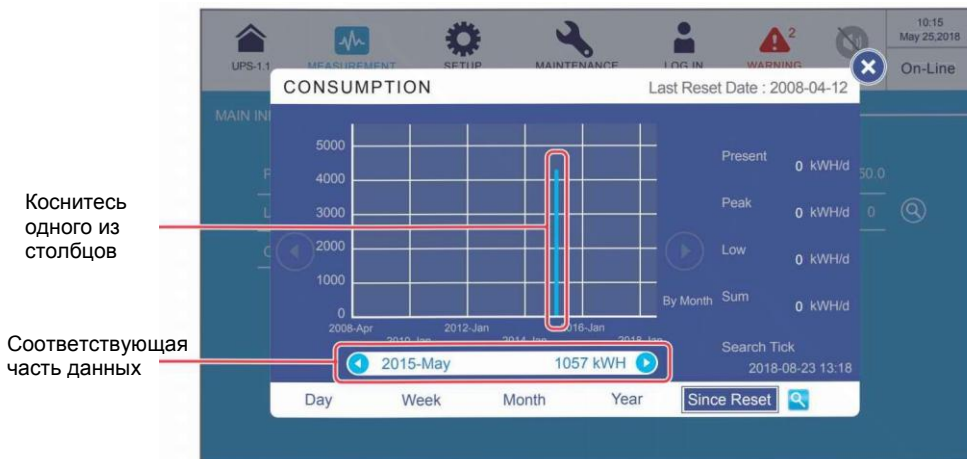 10:15
May 25,2018
2
UPS-1.1
MEASUREMENT
SETUP
MAINTENANCE
LOG IN
WARNING
On-Line
CONSUMPTION
Last Reset Date : 2008-04-12
MAIN IN
5000
4000
3000
2000
1000
0
2008-Apr
2010-Jan
2012-Jan
2014-Jan
2016-Jan
2018-Jan
By Month
Present
0 kWH/d
Peak
0 kWH/d
Low
0 kWH/d
Sum
0 kWH/d
Search Tick
2018-08-23 13:18
0
Коснитесь
одного из
столбцов
Соответствующая
часть данных
2015-May
1057 kWH
Day
Week
Month
Year
Since Reset